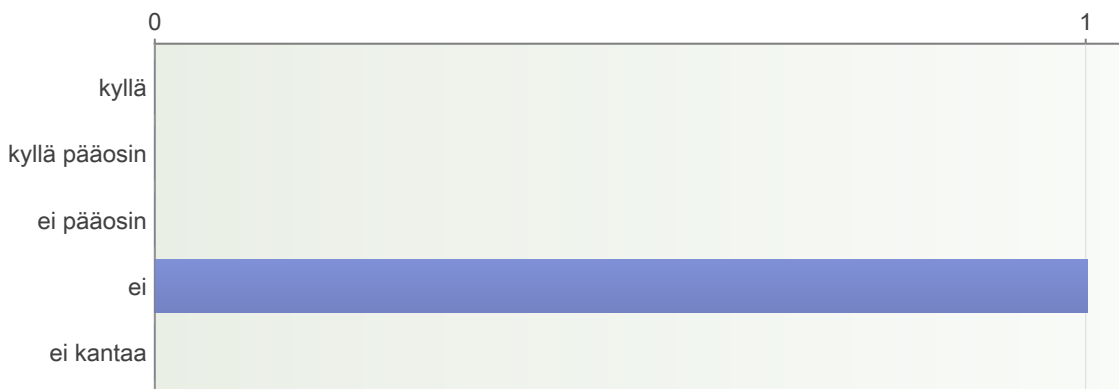 0 1
kyllä
kyllä pääosin
ei pääosin
ei
ei kantaa